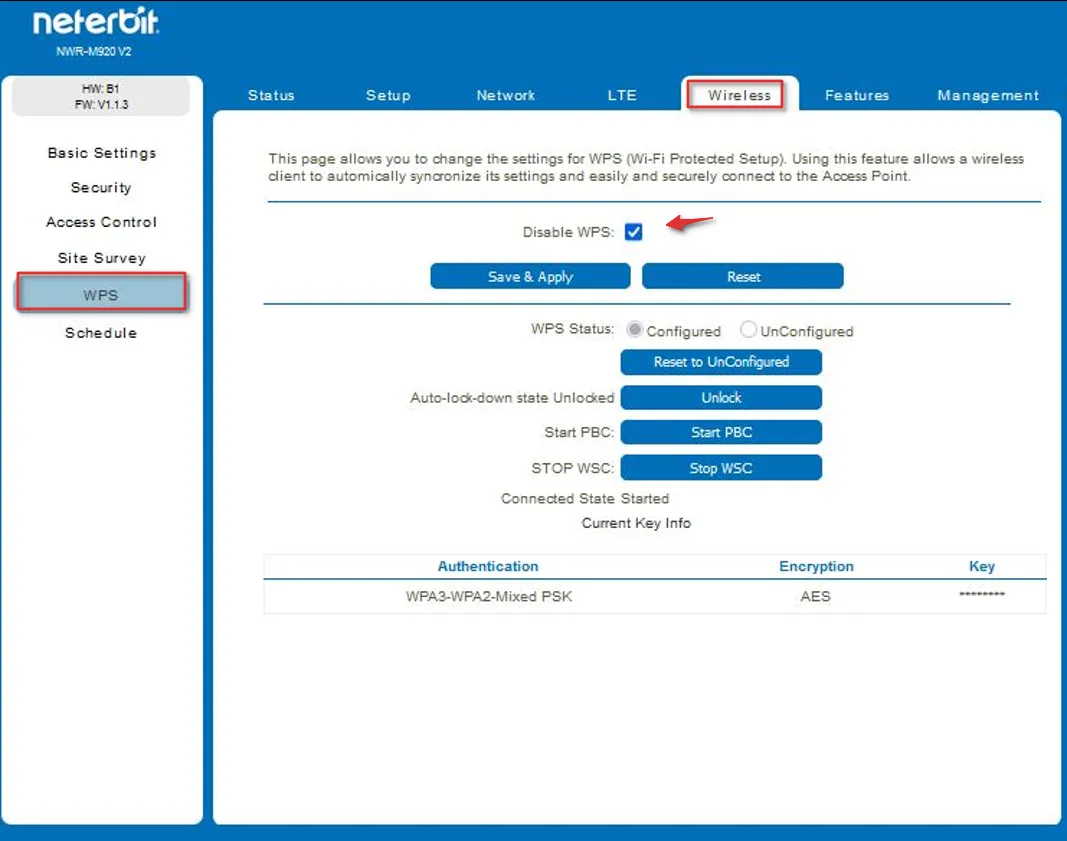 neterbit
NWR-M920 V2
HW: B1
FW: V1.1.3
Status Setup Network LTE Wireless Features Management
Basic Settings
Security
Access Control
Site Survey
WPS
Schedule
This page allows you to change the settings for WPS (Wi-Fi Protected Setup). Using this feature allows a wireless
client to automically syncronize its settings and easily and securely connect to the Access Point.
Disable WPS:
Save & Apply Reset
WPS Status: Configured UnConfigured
Reset to UnConfigured
Auto-lock-down state Unlocked Unlock
Start PBC: Start PBC
STOP WSC: Stop WSC
Connected State Started
Current Key Info
Authentication Encryption Key
WPA3-WPA2-Mixed PSK AES ********